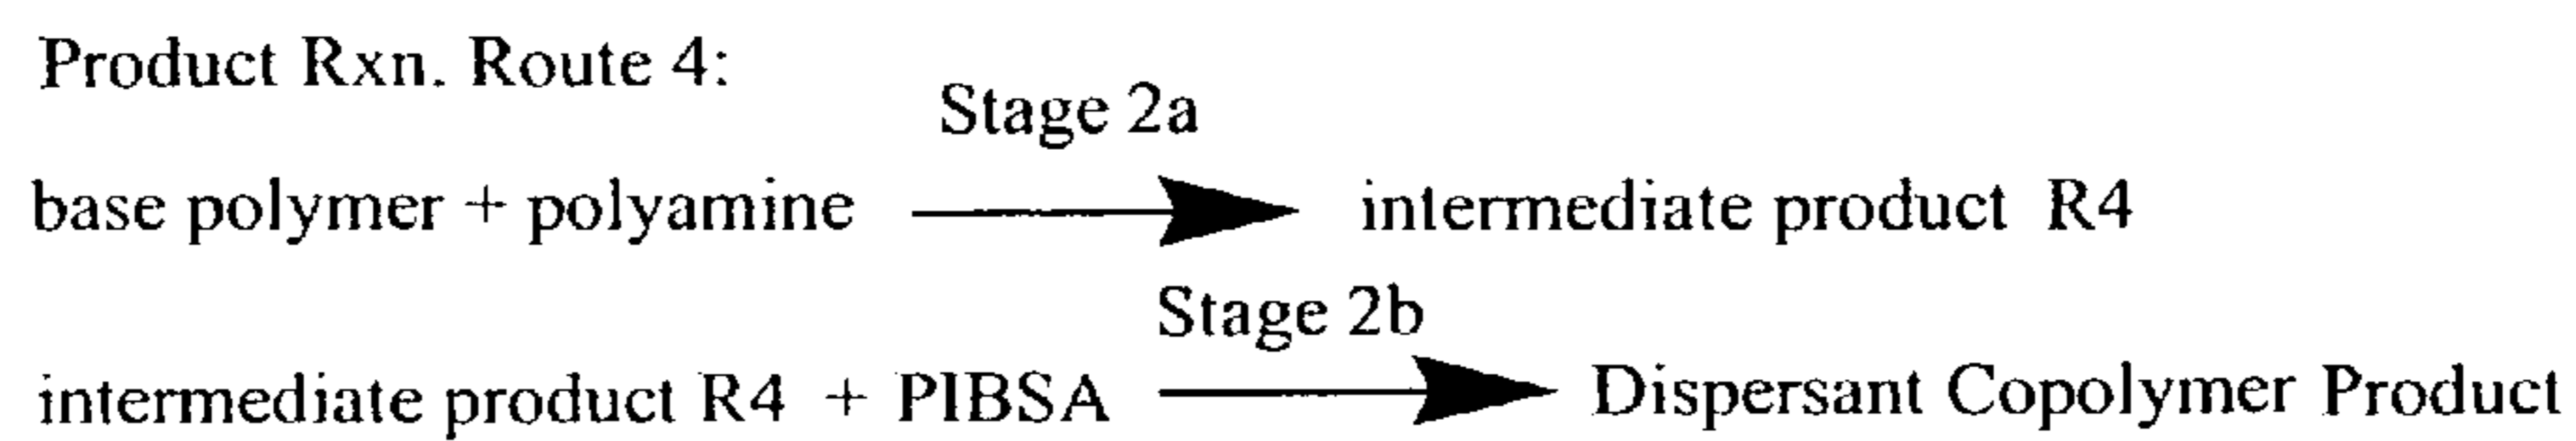 Product Rxn. Route 4:
Stage 2a
base polymer + polyamine intermediate product R4
Stage 2b
intermediate product R4 + PIBSA Dispersant Copolymer Product